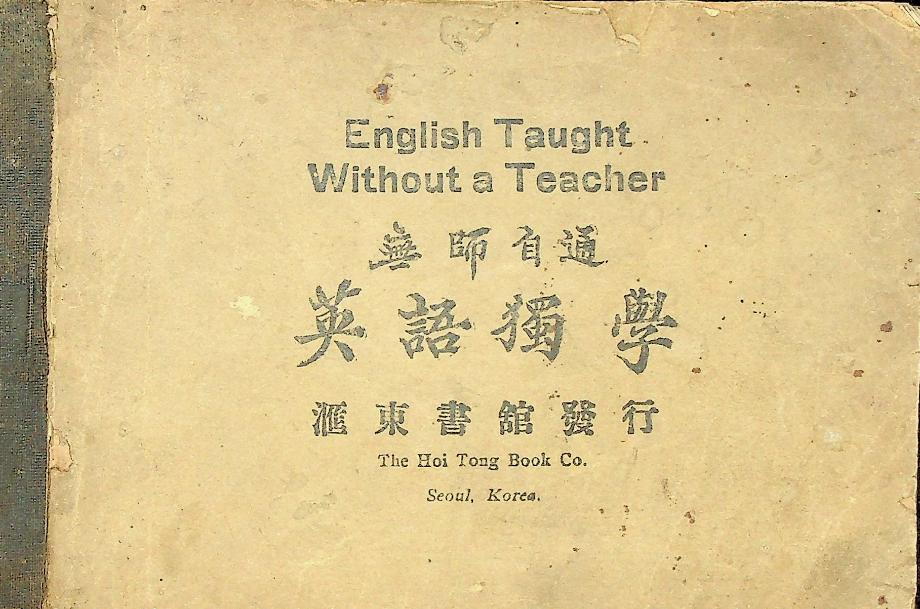 English Taught
Without a Teacher
無師自通
英語獨學
滙東書舘發行
The Hoi Tong Book Co.
Seoul, Korea.